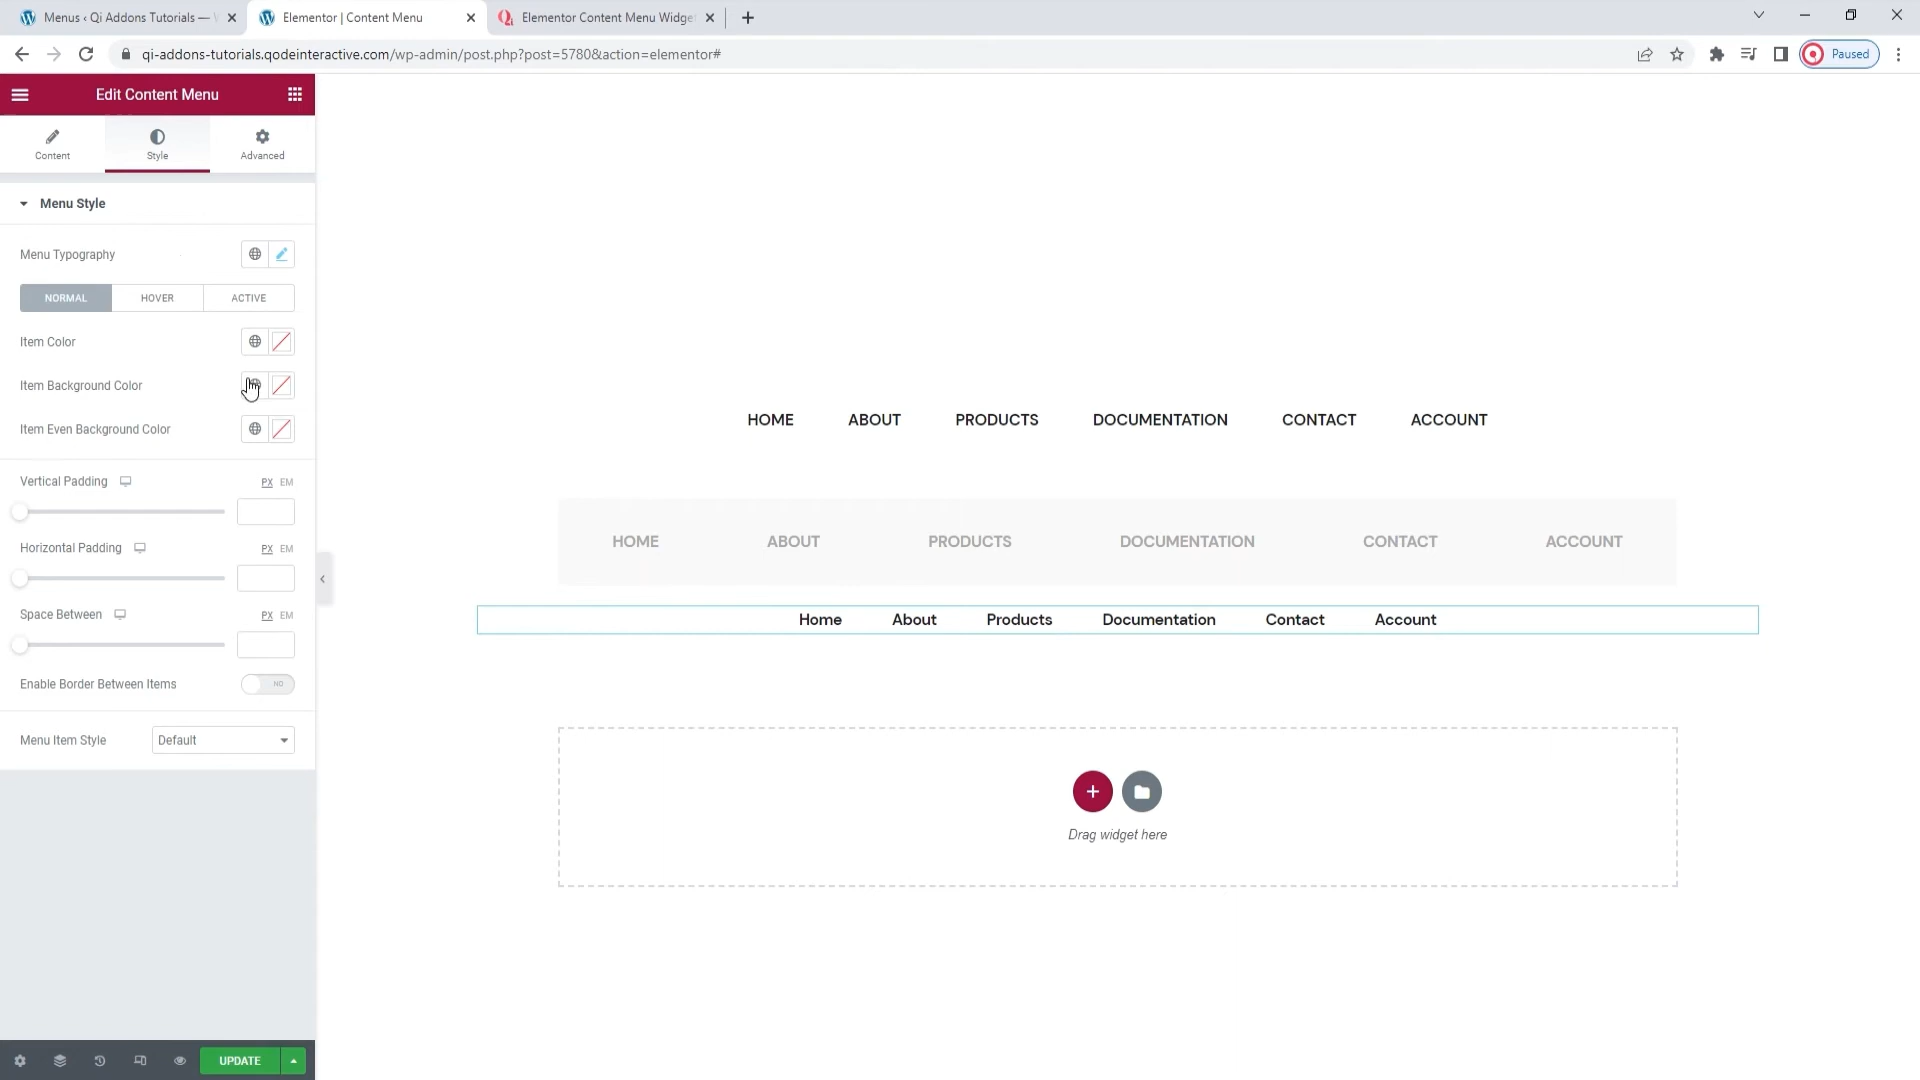 Menus ‹ Qi Addons Tutorials —
Elementor | Content Menu
Elementor Content Menu Widge
qi-addons-tutorials.qodeinteractive.com/wp-admin/post.php?post=5780&action=elementor#
Paused
Edit Content Menu
Content
Style
Advanced
Menu Style
Menu Typography
NORMAL
HOVER
ACTIVE
Item Color
Item Background Color
Item Even Background Color
Vertical Padding
PX EM
Horizontal Padding
PX EM
Space Between
PX EM
Enable Border Between Items
NO
Menu Item Style
Default
UPDATE
HOME ABOUT PRODUCTS DOCUMENTATION CONTACT ACCOUNT
HOME ABOUT PRODUCTS DOCUMENTATION CONTACT ACCOUNT
Home About Products Documentation Contact Account
Drag widget here